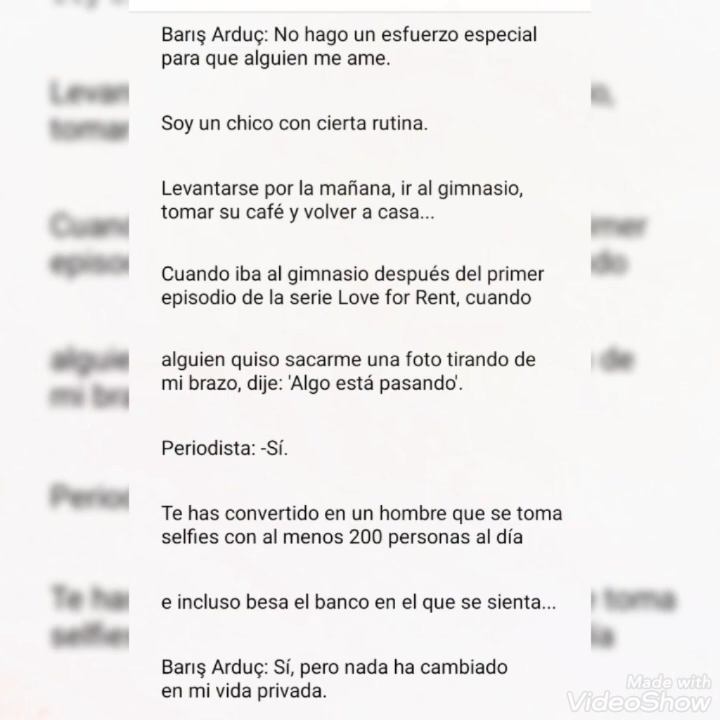 Barış Arduç: No hago un esfuerzo especial
para que alguien me ame.
Soy un chico con cierta rutina.
Levantarse por la mañana, ir al gimnasio,
tomar su café y volver a casa...
Cuando iba al gimnasio después del primer
episodio de la serie Love for Rent, cuando
alguien quiso sacarme una foto tirando de
mi brazo, dije: 'Algo está pasando'.
Periodista: -Sí.
Te has convertido en un hombre que se toma
selfies con al menos 200 personas al día
e incluso besa el banco en el que se sienta...
Barış Arduç: Sí, pero nada ha cambiado
en mi vida privada.
Made with
VideoShow